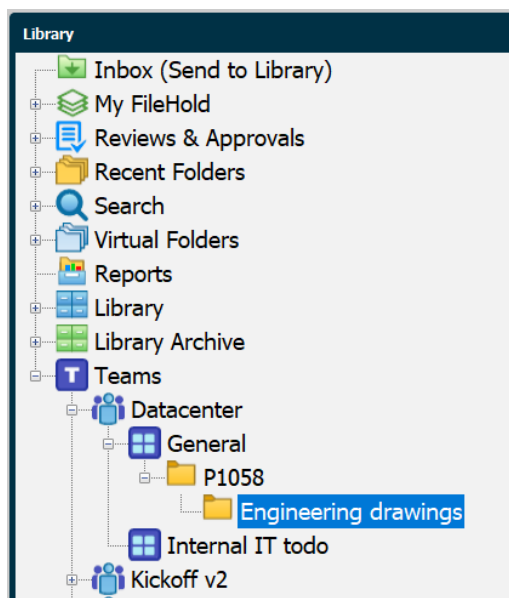 Library
Inbox (Send to Library)
My FileHold
Reviews & Approvals
Recent Folders
Search
Virtual Folders
Reports
Library
Library Archive
T Teams
Datacenter
General
P1058
Engineering drawings
Internal IT todo
Kickoff v2